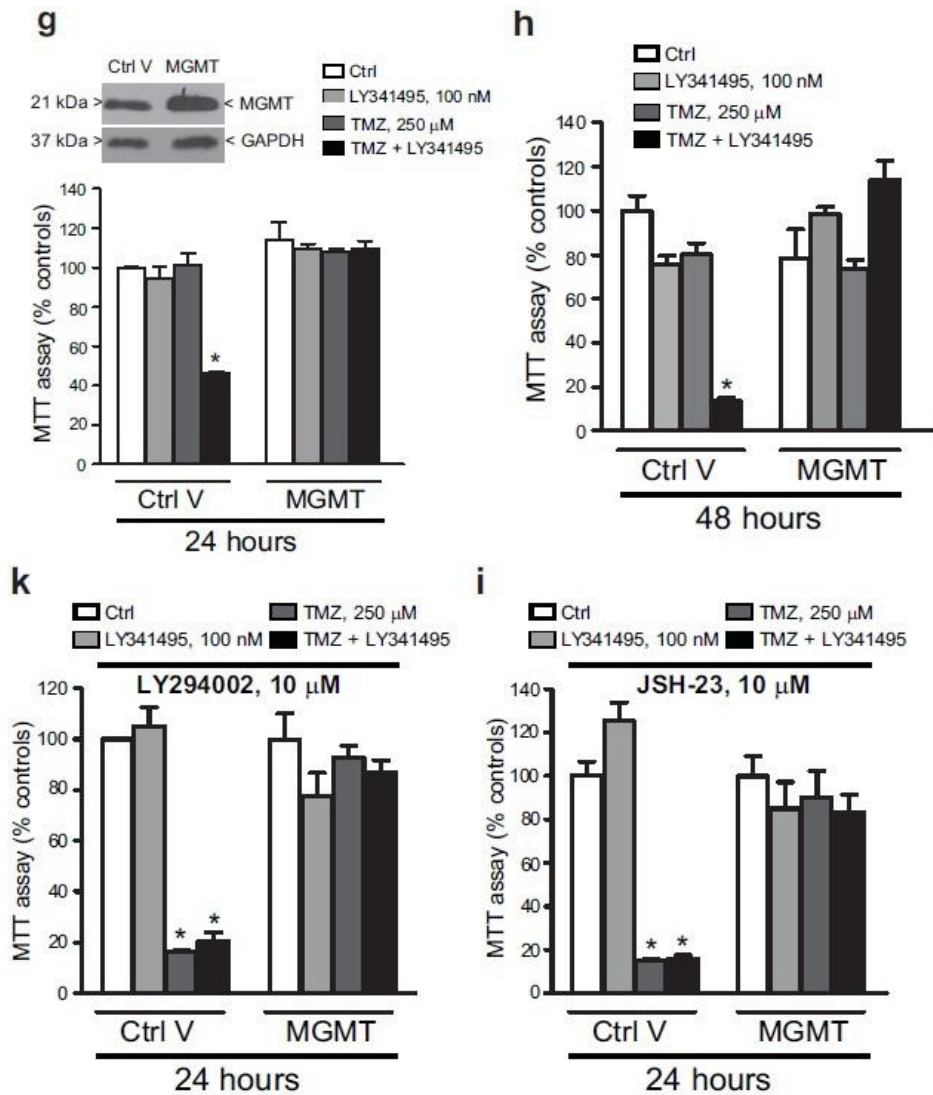 g
Ctrl V MGMT
21 kDa > < MGMT
37 kDa > < GAPDH
Ctrl
LY341495, 100 nM
TMZ, 250 μM
TMZ + LY341495
MTT assay (% controls)
140
120
100
80
60
40
20
0
*
Ctrl V MGMT
24 hours
h
Ctrl
LY341495, 100 nM
TMZ, 250 μM
TMZ + LY341495
MTT assay (% controls)
140
120
100
80
60
40
20
0
*
Ctrl V MGMT
48 hours
k
Ctrl TMZ, 250 μM
LY341495, 100 nM TMZ + LY341495
LY294002, 10 μM
MTT assay (% controls)
120
100
80
60
40
20
0
* *
Ctrl V MGMT
24 hours
i
Ctrl TMZ, 250 μM
LY341495, 100 nM TMZ + LY341495
JSH-23, 10 μM
MTT assay (% controls)
140
120
100
80
60
40
20
0
* *
Ctrl V MGMT
24 hours